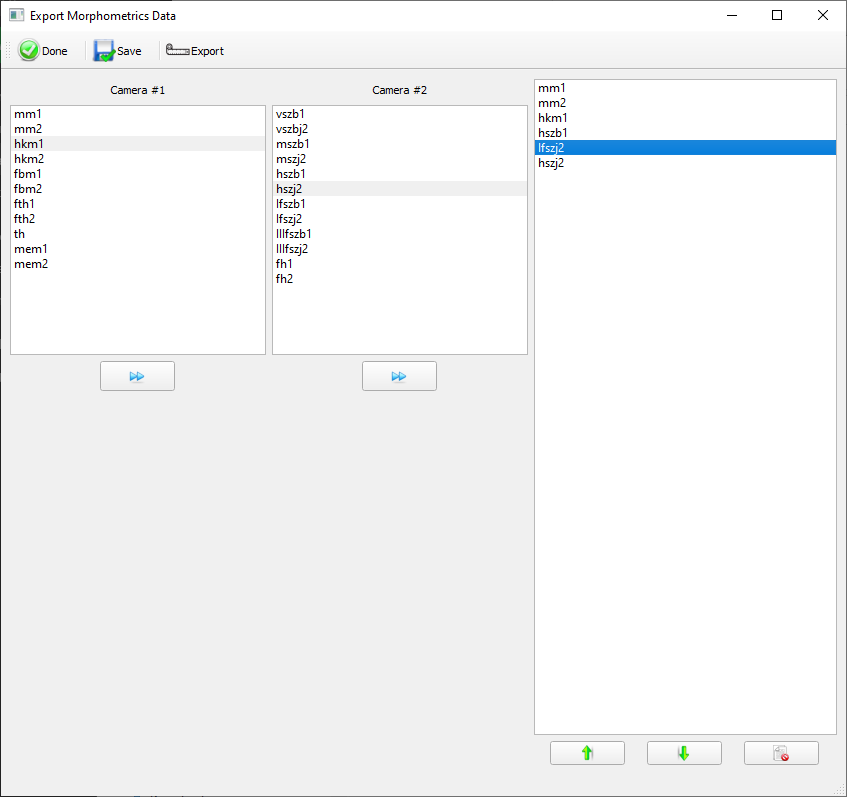 Export Morphometrics Data
Done Save Export
Camera #1
mm1
mm2
hkm1
hkm2
fbm1
fbm2
fth1
fth2
th
mem1
mem2
Camera #2
vszb1
vszbj2
mszb1
mszj2
hszb1
hszj2
lfszb1
lfszj2
lllfszb1
lllfszj2
fh1
fh2
mm1
mm2
hkm1
hszb1
lfszj2
hszj2